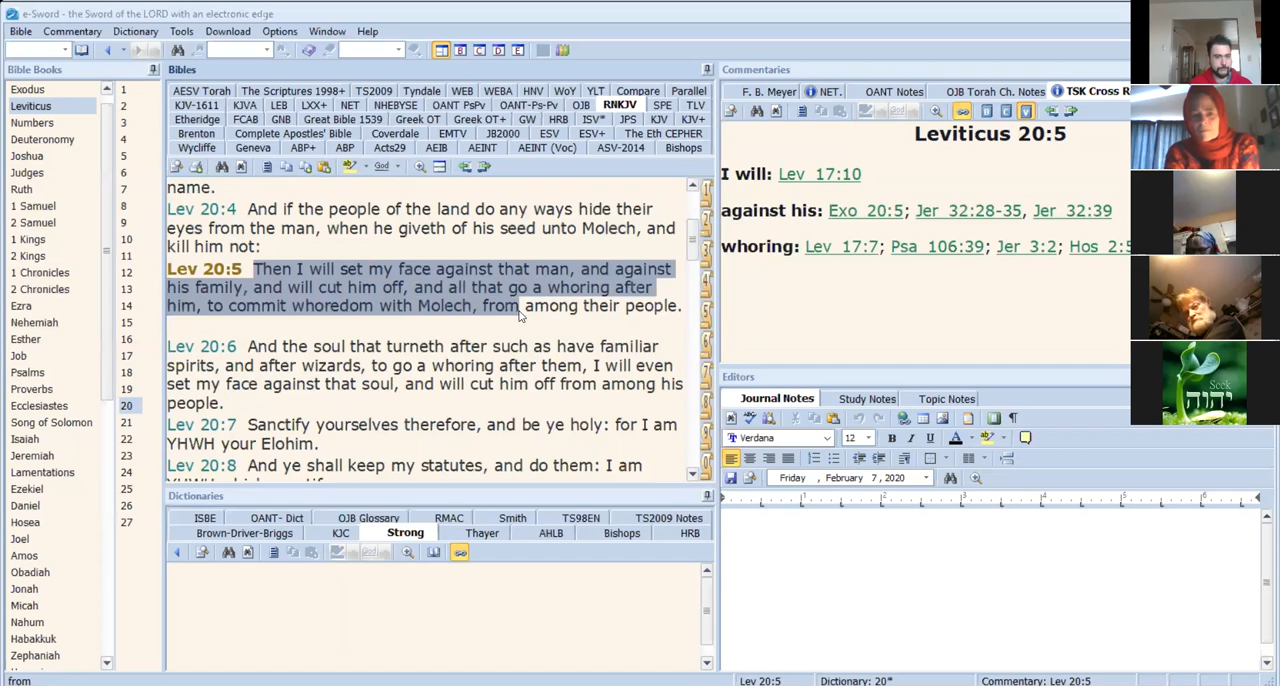 e-Sword - the Sword of the LORD with an electronic edge
Bible Commentary Dictionary Tools Download Options Window Help
B C D E
Bible Books
Exodus
Leviticus
Numbers
Deuteronomy
Joshua
Judges
Ruth
1 Samuel
2 Samuel
1 Kings
2 Kings
1 Chronicles
2 Chronicles
Ezra
Nehemiah
Esther
Job
Psalms
Proverbs
Ecclesiastes
Song of Solomon
Isaiah
Jeremiah
Lamentations
Ezekiel
Daniel
Hosea
Joel
Amos
Obadiah
Jonah
Micah
Nahum
Habakkuk
Zephaniah
1
2
3
4
5
6
7
8
9
10
11
12
13
14
15
16
17
18
19
20
21
22
23
24
25
26
27
Bibles
AESV Torah The Scriptures 1998+ TS2009 Tyndale WEB WEBA HNV WoY YLT Compare Parallel
KJV-1611 KJVA LEB LXX+ NET NHEBYSE OANT PsPv OANT-Ps-Pv OJB RNKJV SPE TLV
Etheridge FCAB GNB Great Bible 1539 Greek OT Greek OT+ GW HRB ISV* JPS KJV KJV+
Brenton Complete Apostles' Bible Coverdale EMTV JB2000 ESV ESV+ The Eth CEPHER
Wycliffe Geneva ABP+ ABP Acts29 AEIB AEINT AEINT (Voc) ASV-2014 Bishops
God
name.
Lev 20:4 And if the people of the land do any ways hide their
eyes from the man, when he giveth of his seed unto Molech, and
kill him not:
Lev 20:5 Then I will set my face against that man, and against
his family, and will cut him off, and all that go a whoring after
him, to commit whoredom with Molech, from among their people.
Lev 20:6 And the soul that turneth after such as have familiar
spirits, and after wizards, to go a whoring after them, I will even
set my face against that soul, and will cut him off from among his
people.
Lev 20:7 Sanctify yourselves therefore, and be ye holy: for I am
YHWH your Elohim.
Lev 20:8 And ye shall keep my statutes, and do them: I am
Dictionaries
ISBE OANT- Dict OJB Glossary RMAC Smith TS98EN TS2009 Notes
Brown-Driver-Briggs KJC Strong Thayer AHLB Bishops HRB
God
Commentaries
F. B. Meyer NET. OANT Notes OJB Torah Ch. Notes TSK Cross R
God
Leviticus 20:5
I will: Lev 17:10
against his: Exo 20:5; Jer 32:28-35, Jer 32:39
whoring: Lev 17:7; Psa 106:39; Jer 3:2; Hos 2:5
Editors
Journal Notes Study Notes Topic Notes
Verdana 12 B I U A
Friday , February 7, 2020
1 2 3 4 5 6
Seek
יהוה
from Lev 20:5 Dictionary: 20* Commentary: Lev 20:5